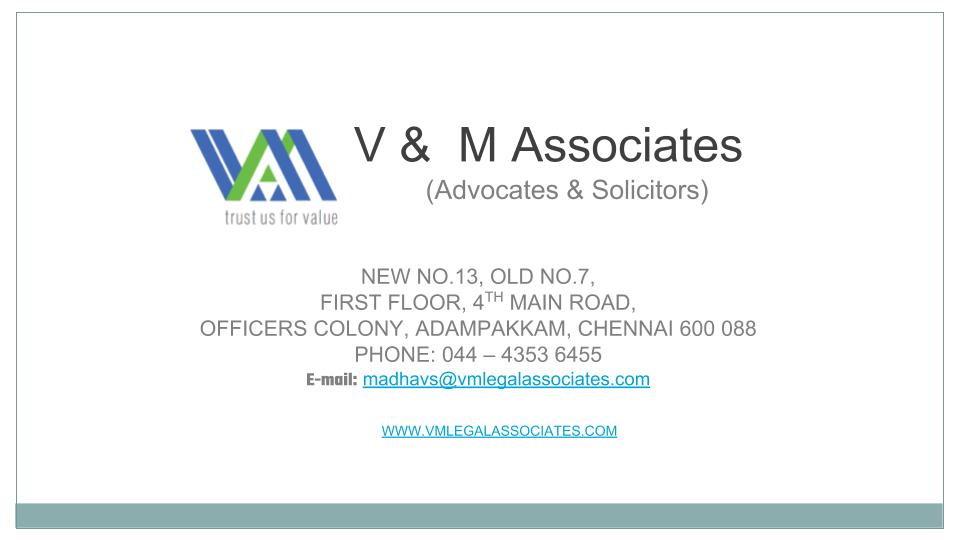 V & M Associates
(Advocates & Solicitors)
VAM
trust us for value
NEW NO.13, OLD NO.7,
FIRST FLOOR, 4TH MAIN ROAD,
OFFICERS COLONY, ADAMPAKKAM, CHENNAI 600 088
PHONE: 044 – 4353 6455
E-mail: madhavs@vmlegalassociates.com
WWW.VMLEGALASSOCIATES.COM